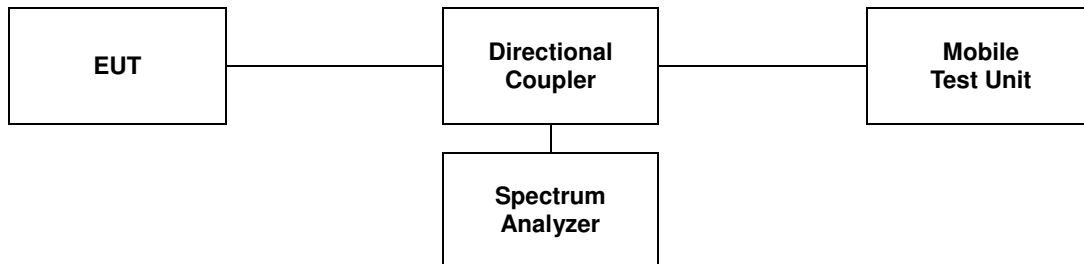 EUT
Directional
Coupler
Mobile
Test Unit
Spectrum
Analyzer